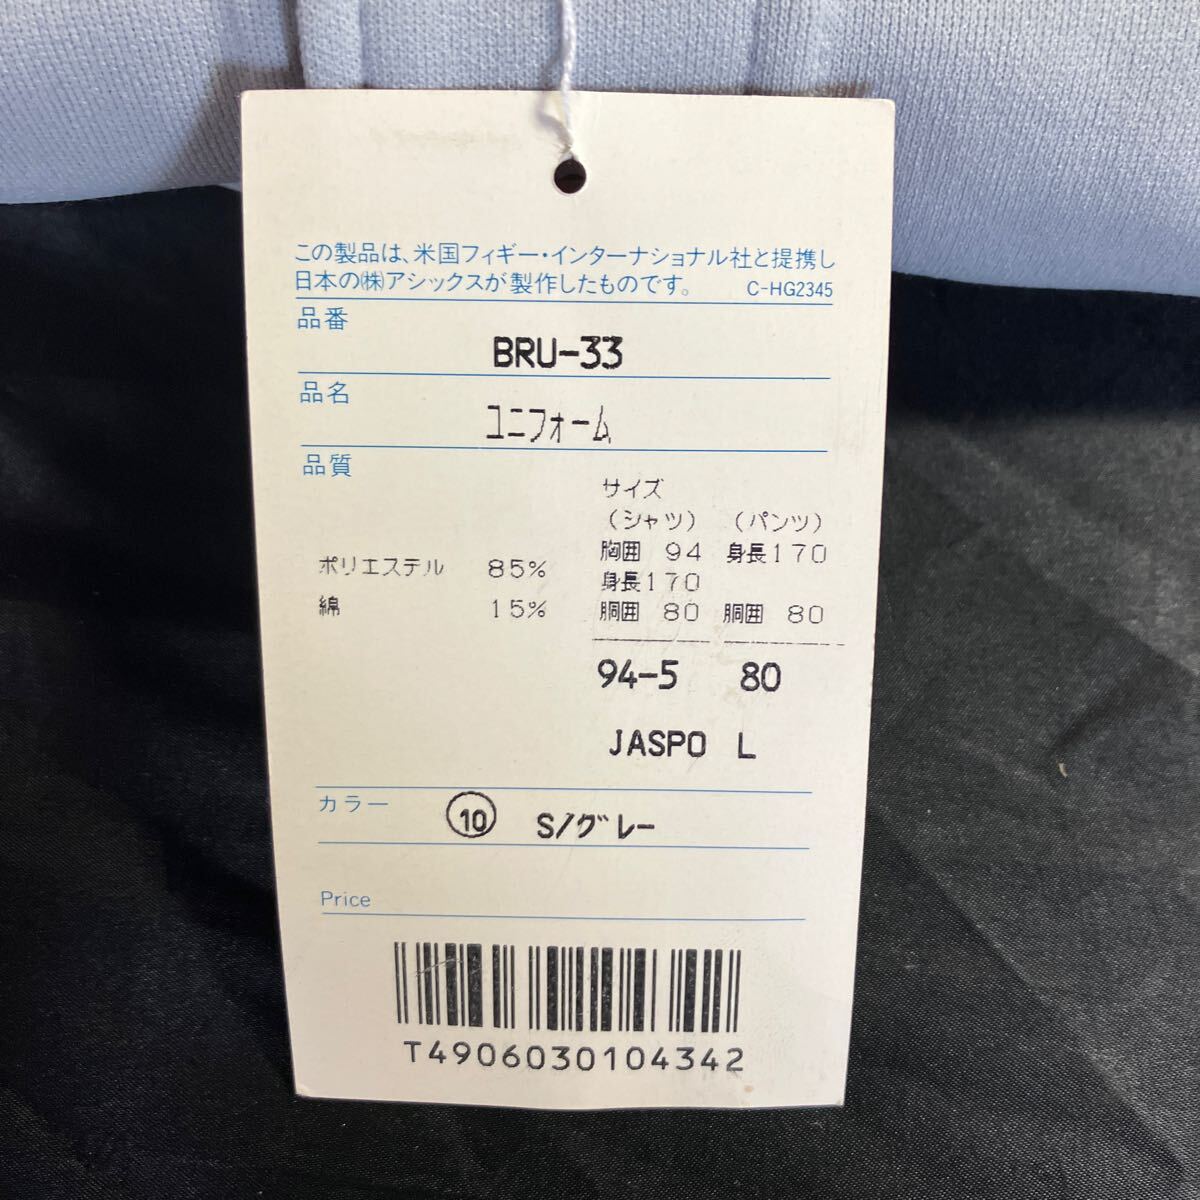 この製品は、米国フィギー・インターナショナル社と提携し
日本の㈱アシックスが製作したものです。 C-HG2345
品番
BRU-33
品名
ユニフォーム
品質
サイズ
(シャツ) (パンツ)
胸囲 94 身長170
ポリエステル 85%
身長170
綿 15%
胴囲 80 胴囲 80
94-5 80
JASPO L
カラー ⑩ S/グレー
Price
T4906030104342